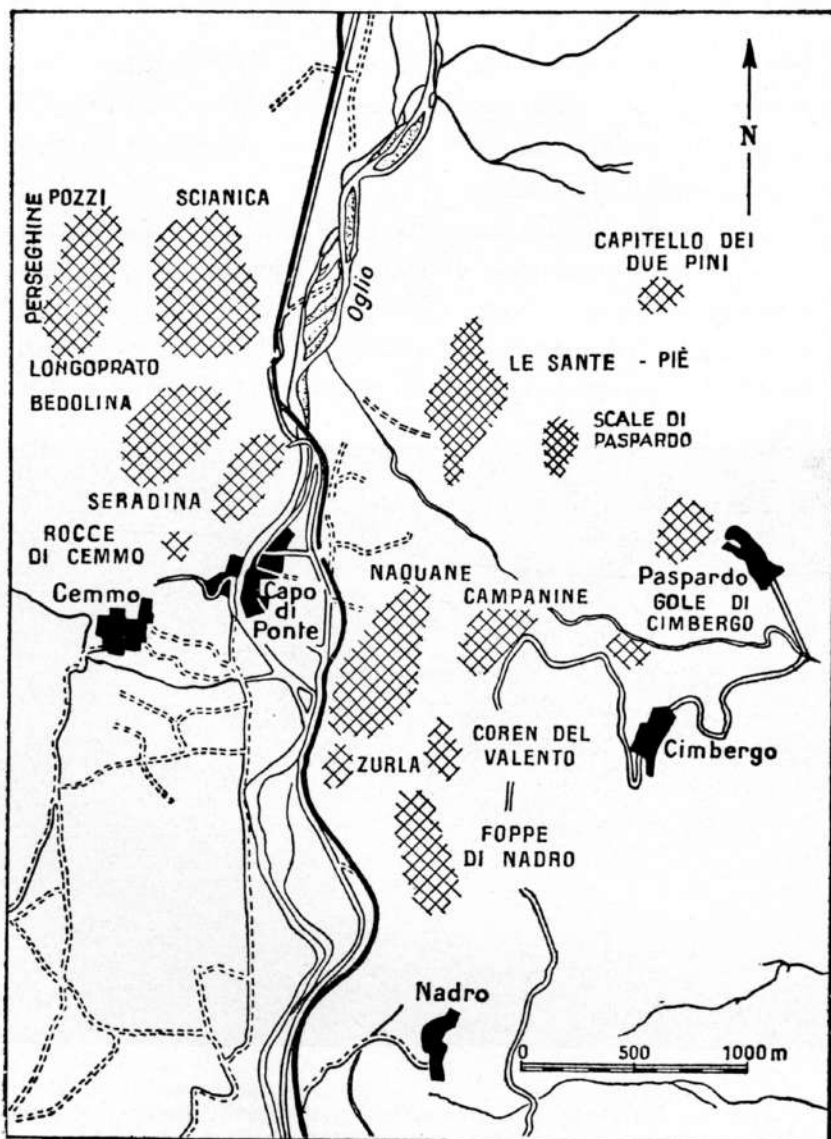 N
POZZI
SCIANICA
PERSEGHINE
CAPITELLO DEI
DUE PINI
Oglio
LONGOPRATO
BEDOLINA
LE SANTE - PIÈ
SCALE DI
PASPARDO
SERADINA
ROCCE
DI CEMMO
Cemmo
Capo
di
Ponte
NAQUANE
CAMPANINE
Paspardo
GOLE DI
CIMBERGO
COREN DEL
VALENTO
ZURLA
Cimbergo
FOPPE
DI NADRO
Nadro
0 500 1000 m